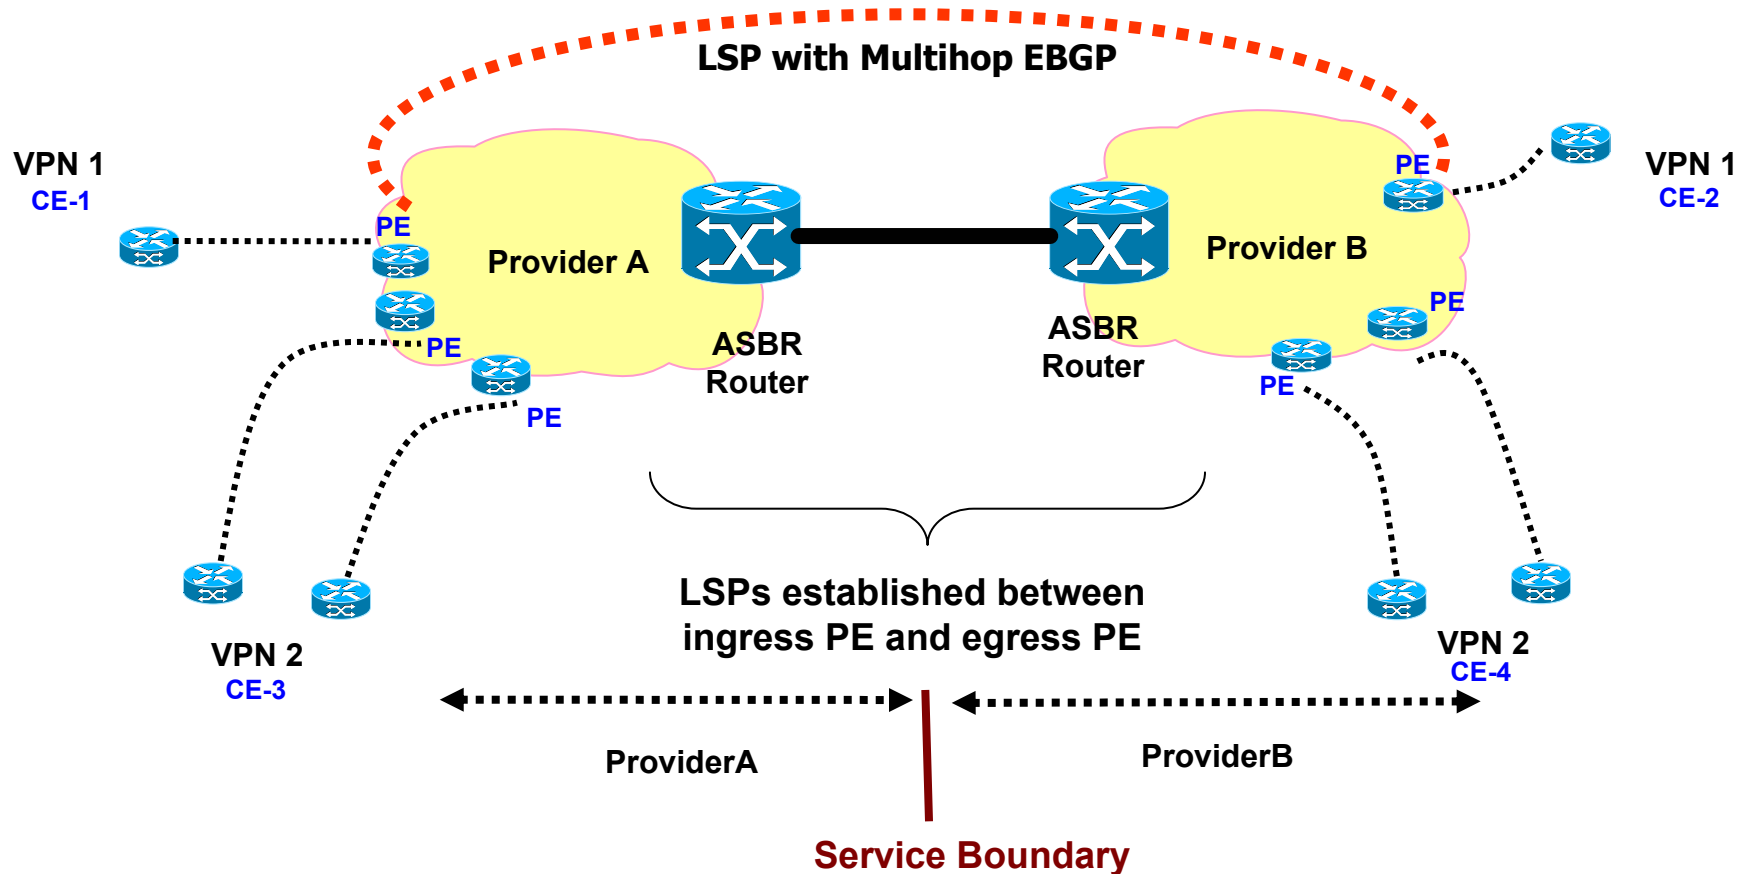 LSP with Multihop EBGP
VPN 1
CE-1
PE
Provider A
PE
PE
ASBR
Router
ASBR
Router
Provider B
PE
VPN 1
CE-2
PE
PE
LSPs established between
ingress PE and egress PE
VPN 2
CE-3
VPN 2
CE-4
ProviderA
ProviderB
Service Boundary